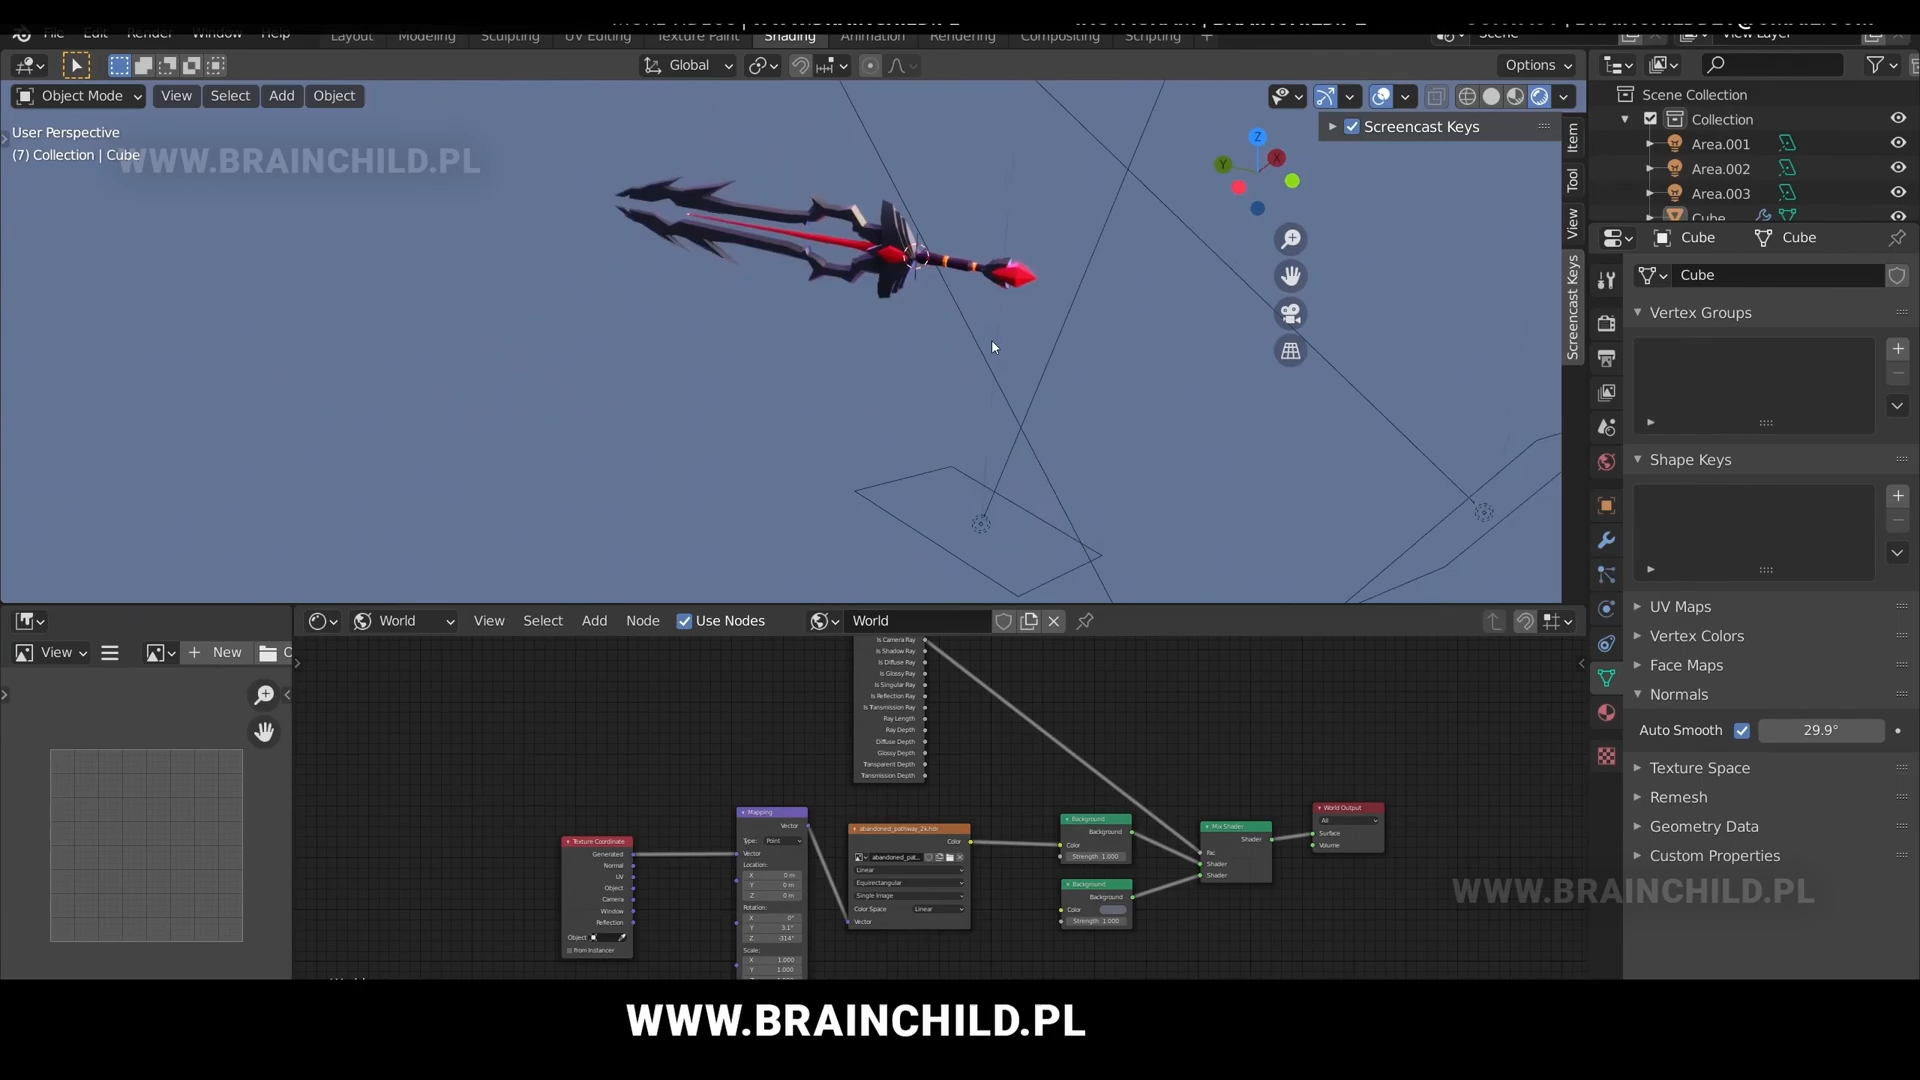 File Edit Render Window Help Layout Modeling Sculpting UV Editing Texture Paint Shading Animation Rendering Compositing Scripting + Scene View Layer
Global Options
Object Mode View Select Add Object
User Perspective
(7) Collection | Cube
WWW.BRAINCHILD.PL
Screencast Keys
Z
Y
X
Item
Tool
View
Screencast Keys
Scene Collection
Collection
Area.001
Area.002
Area.003
Cube
Cube Cube
Cube
Vertex Groups
Shape Keys
UV Maps
Vertex Colors
Face Maps
Normals
Auto Smooth 29.9°
Texture Space
Remesh
Geometry Data
Custom Properties
World View Select Add Node Use Nodes World
View New
Is Camera Ray
Is Shadow Ray
Is Diffuse Ray
Is Glossy Ray
Is Singular Ray
Is Reflection Ray
Is Transmission Ray
Ray Length
Ray Depth
Diffuse Depth
Glossy Depth
Transparent Depth
Transmission Depth
Texture Coordinate
Generated
Normal
UV
Object
Camera
Window
Reflection
Object
From Instancer
Mapping
Vector
Type: Point
Vector
Location:
X 0 m
Y 0 m
Z 0 m
Rotation:
X 0°
Y 3.1°
Z -314°
Scale:
X 1.000
Y 1.000
abandoned_pathway_2k.hdr
Color
abandoned_pat...
Linear
Equirectangular
Single Image
Color Space Linear
Vector
Background
Background
Color
Strength 1.000
Background
Background
Color
Strength 1.000
Mix Shader
Shader
Fac
Shader
Shader
World Output
All
Surface
Volume
WWW.BRAINCHILD.PL
WWW.BRAINCHILD.PL